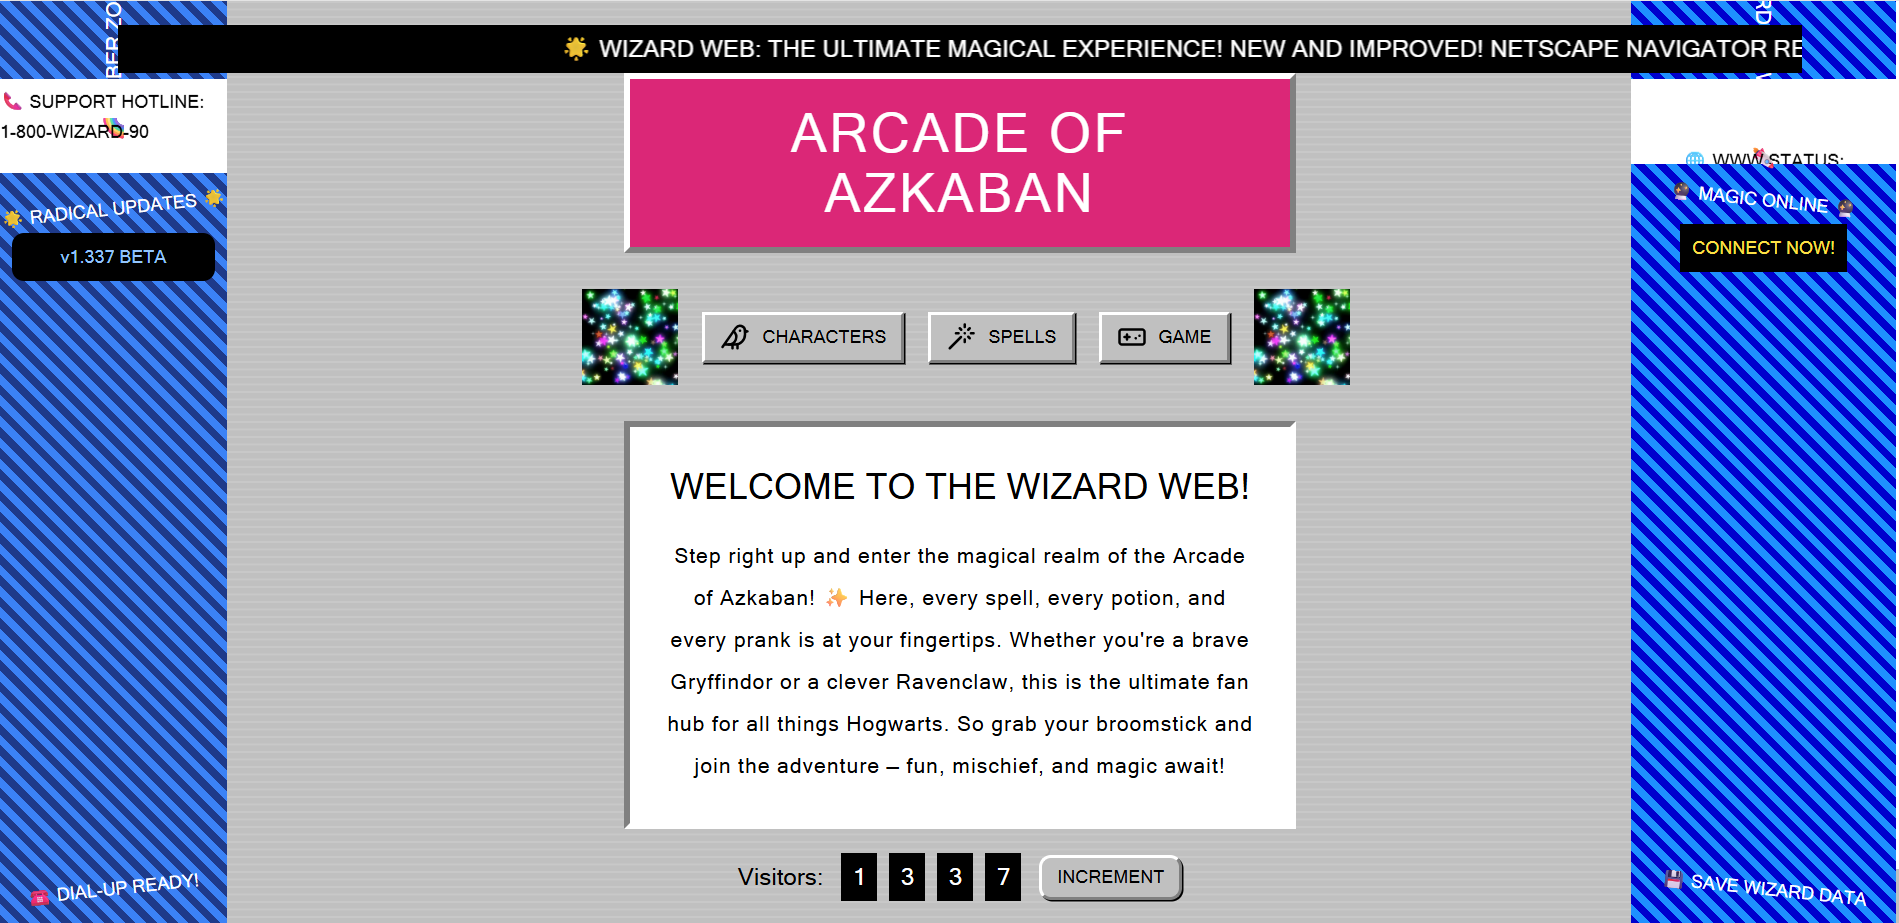 🌟 WIZARD WEB: THE ULTIMATE MAGICAL EXPERIENCE! NEW AND IMPROVED! NETSCAPE NAVIGATOR
📞 SUPPORT HOTLINE:
1-800-WIZARD-90
🌟 RADICAL UPDATES 🌟
v1.337 BETA
☎️ DIAL-UP READY!
ARCADE OF
AZKABAN
CHARACTERS
SPELLS
GAME
WELCOME TO THE WIZARD WEB!
Step right up and enter the magical realm of the Arcade
of Azkaban! ✨ Here, every spell, every potion, and
every prank is at your fingertips. Whether you're a brave
Gryffindor or a clever Ravenclaw, this is the ultimate fan
hub for all things Hogwarts. So grab your broomstick and
join the adventure – fun, mischief, and magic await!
Visitors: 1 3 3 7
INCREMENT
🌐 WWW STATUS:
🔮 MAGIC ONLINE 🔮
CONNECT NOW!
💾 SAVE WIZARD DATA